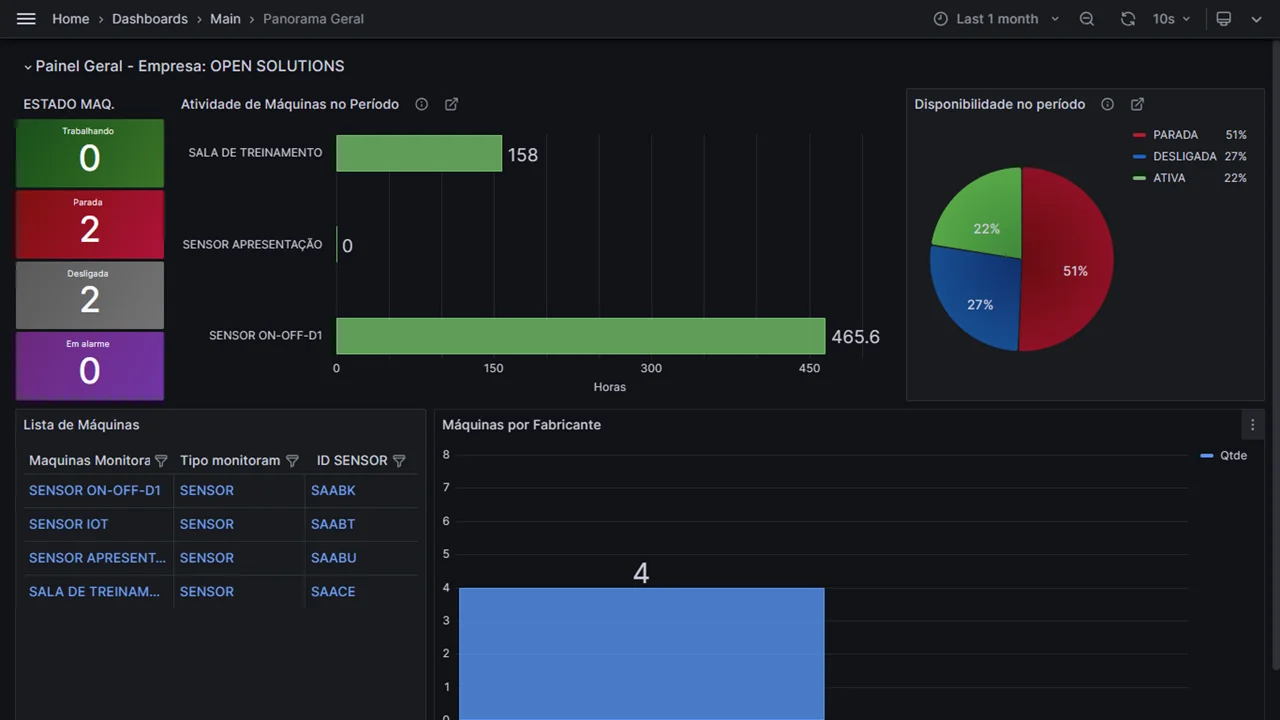 Home › Dashboards › Main › Panorama Geral
Last 1 month
10s
Painel Geral - Empresa: OPEN SOLUTIONS
ESTADO MAQ.
Trabalhando
0
Parada
2
Desligada
2
Em alarme
0
Atividade de Máquinas no Período
SALA DE TREINAMENTO
158
SENSOR APRESENTAÇÃO
0
SENSOR ON-OFF-D1
465.6
0 150 300 450
Horas
Disponibilidade no período
PARADA 51%
DESLIGADA 27%
ATIVA 22%
22%
51%
27%
Lista de Máquinas
Maquinas Monitora Tipo monitoram ID SENSOR
SENSOR ON-OFF-D1 SENSOR SAABK
SENSOR IOT SENSOR SAABT
SENSOR APRESENT... SENSOR SAABU
SALA DE TREINAM... SENSOR SAACE
Máquinas por Fabricante
8
7
6
5
4
3
2
1
0
4
Qtde